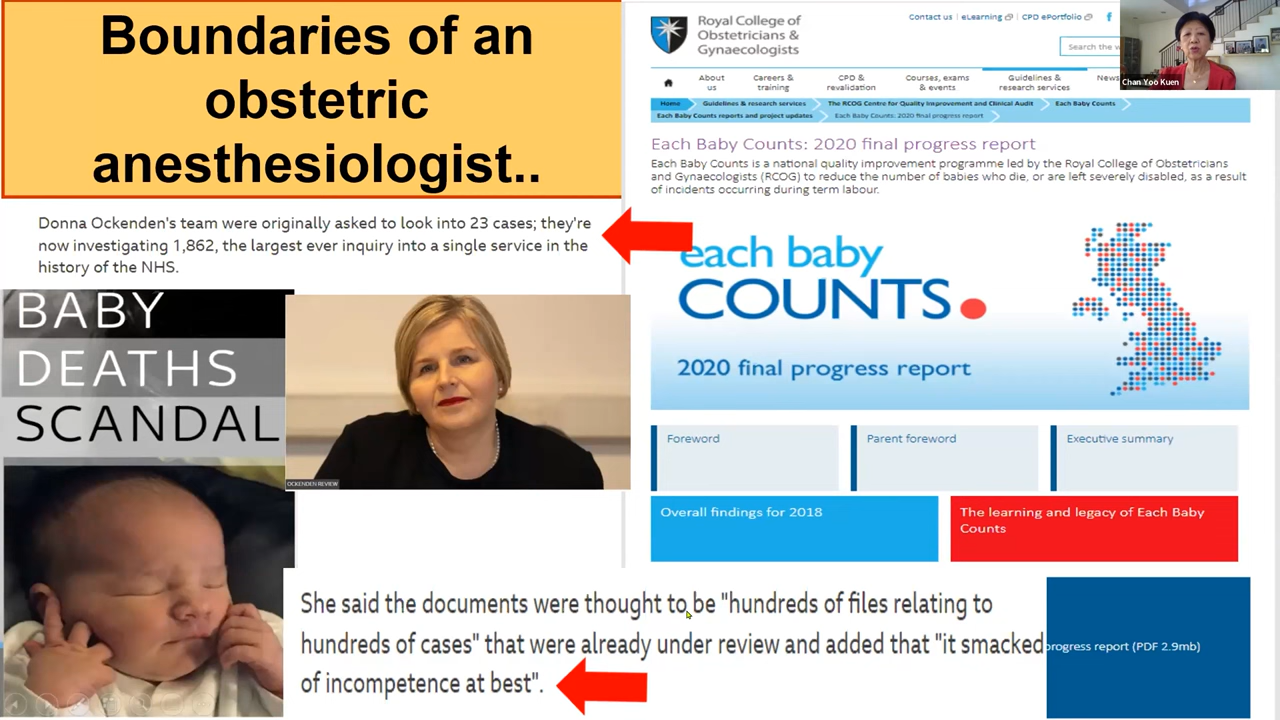 Boundaries of an
obstetric
anesthesiologist..
Donna Ockenden's team were originally asked to look into 23 cases; they're
now investigating 1,862, the largest ever inquiry into a single service in the
history of the NHS.
BABY
DEATHS
SCANDAL
OCKENDEN REVIEW
She said the documents were thought to be "hundreds of files relating to
hundreds of cases" that were already under review and added that "it smacked
of incompetence at best".
Royal College of
Obstetricians &
Gynaecologists
Contact us | eLearning | CPD ePortfolio
Search the w
Chan Yoo Kuen
About
us
Careers &
training
CPD &
revalidation
Courses, exams
& events
Guidelines &
research services
News
Home
Guidelines & research services
The RCOG Centre for Quality Improvement and Clinical Audit
Each Baby Counts
Each Baby Counts reports and project updates
Each Baby Counts: 2020 final progress report
Each Baby Counts: 2020 final progress report
Each Baby Counts is a national quality improvement programme led by the Royal College of Obstetricians
and Gynaecologists (RCOG) to reduce the number of babies who die, or are left severely disabled, as a result
of incidents occurring during term labour.
each baby
COUNTS.
2020 final progress report
Foreword
Parent foreword
Executive summary
Overall findings for 2018
The learning and legacy of Each Baby
Counts
progress report (PDF 2.9mb)